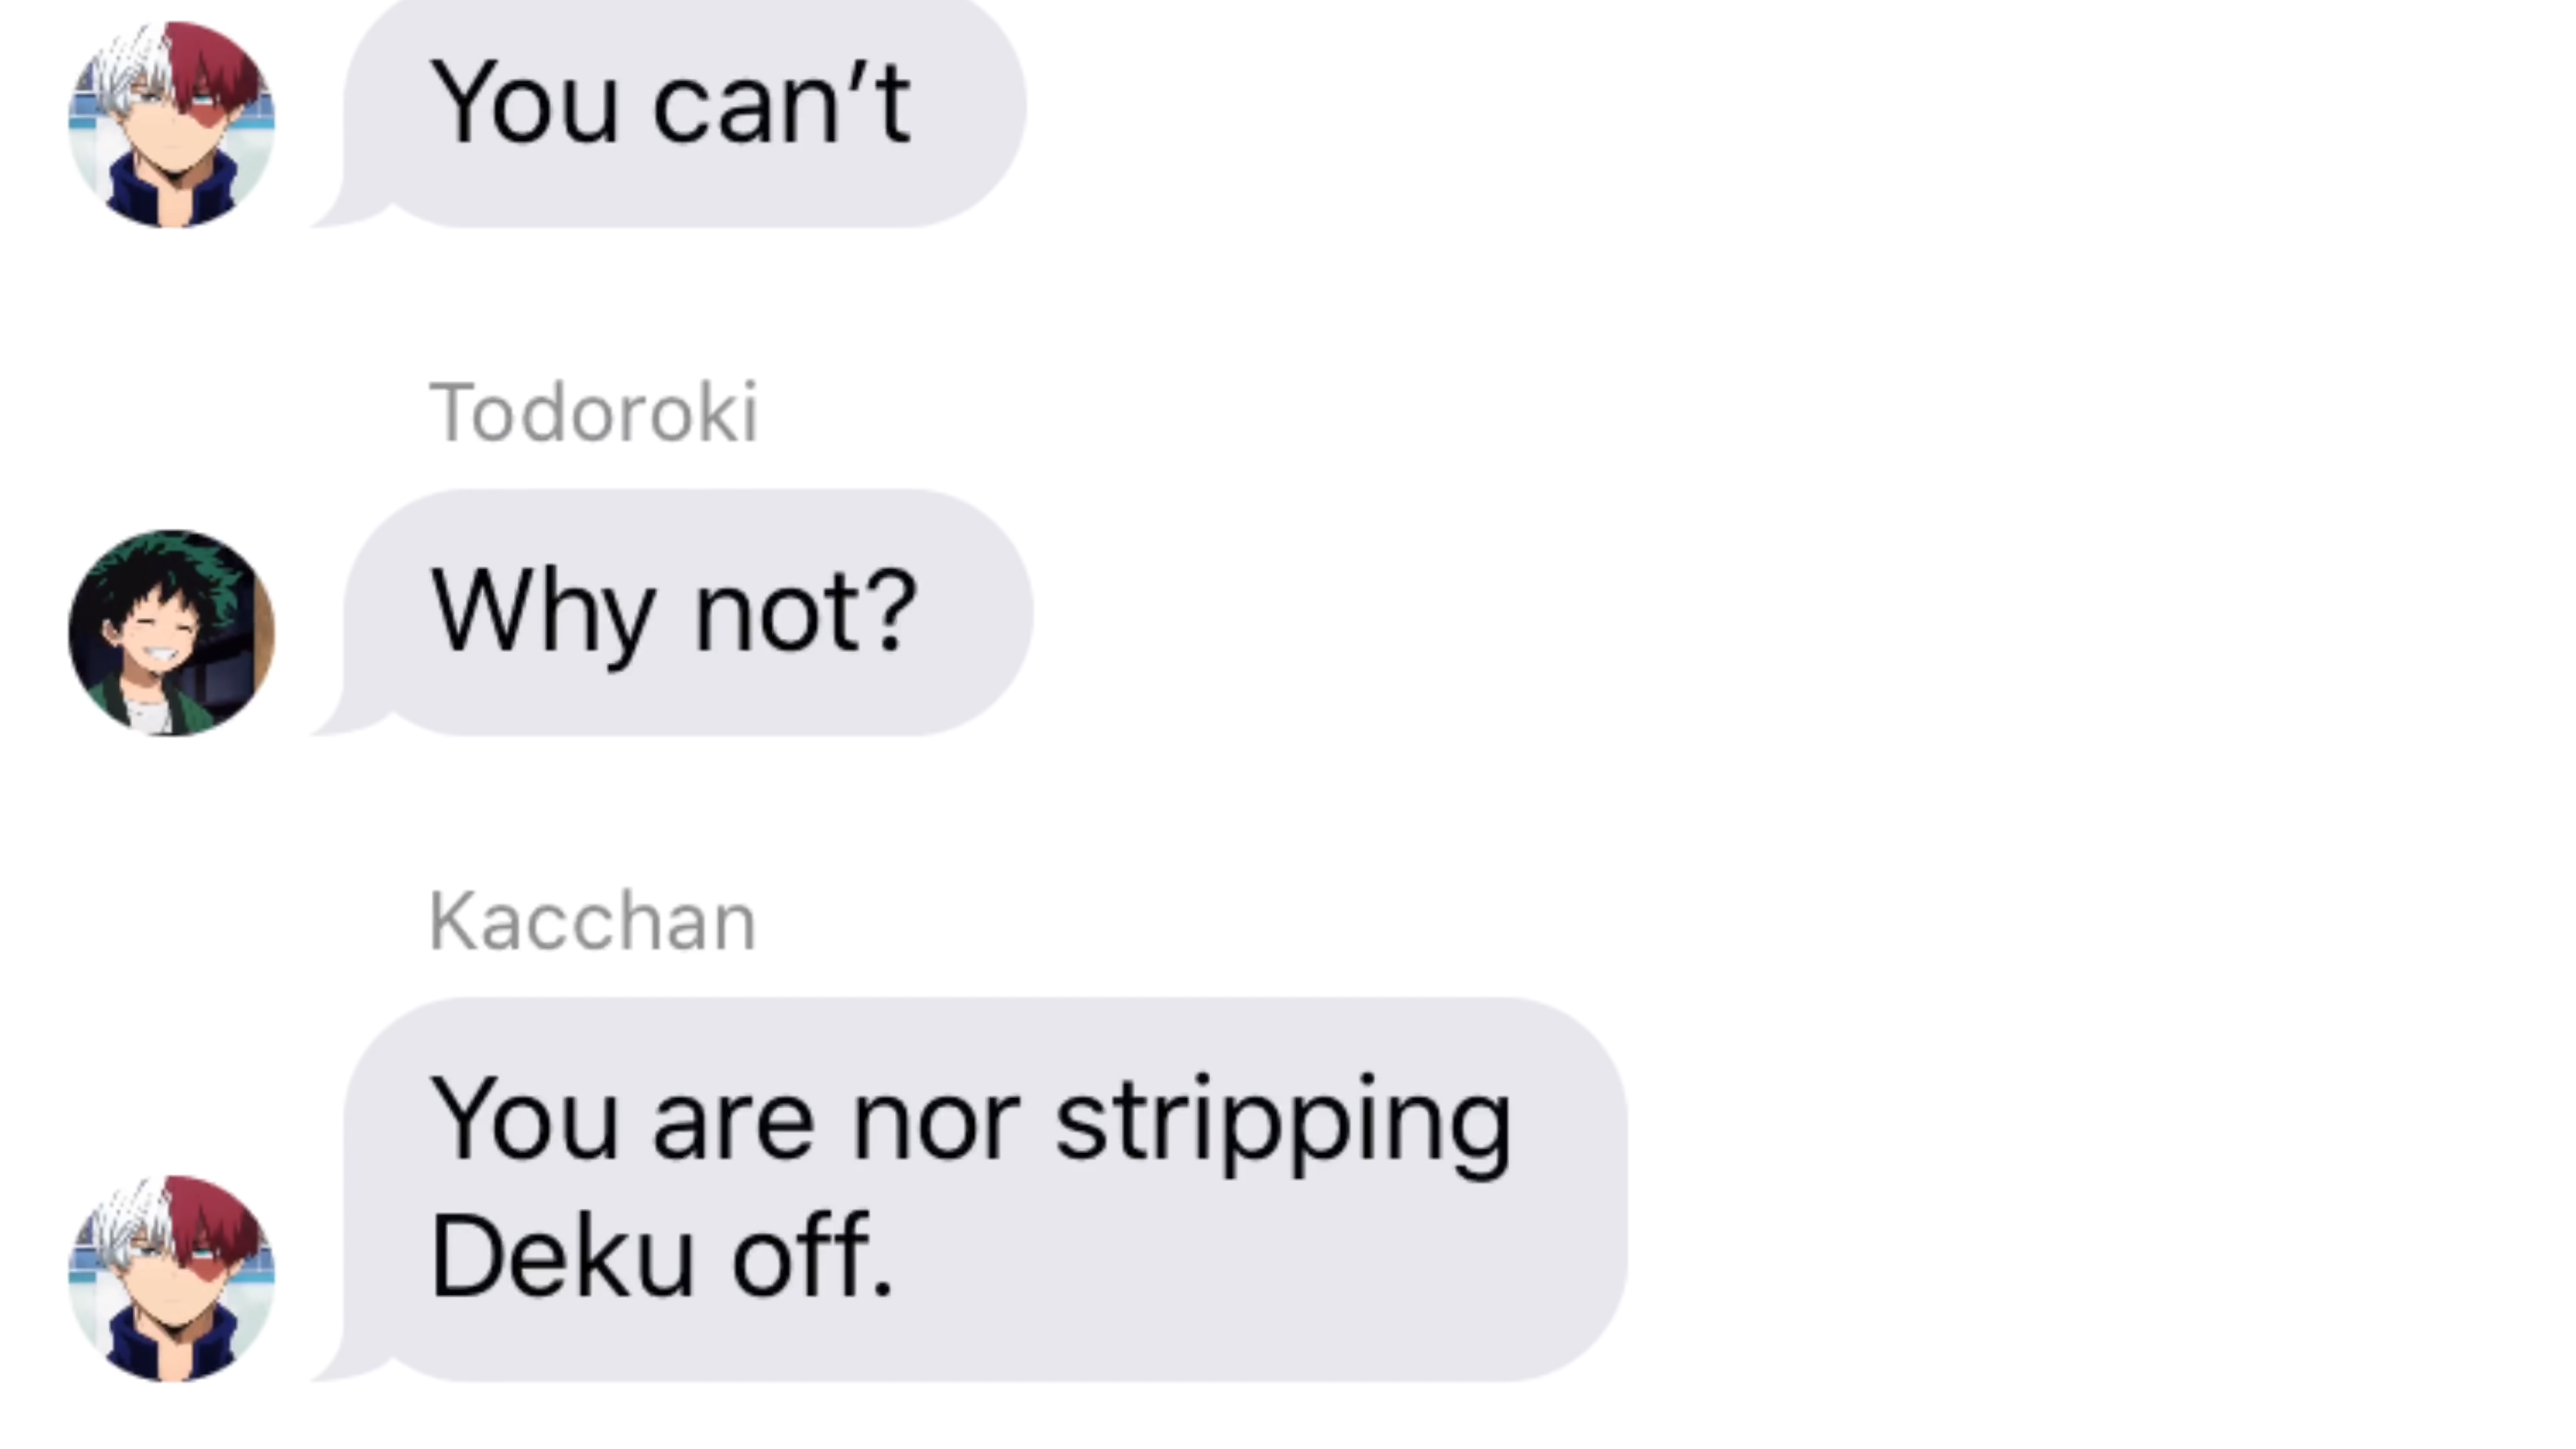 You can’t
Todoroki
Why not?
Kacchan
You are nor stripping
Deku off.